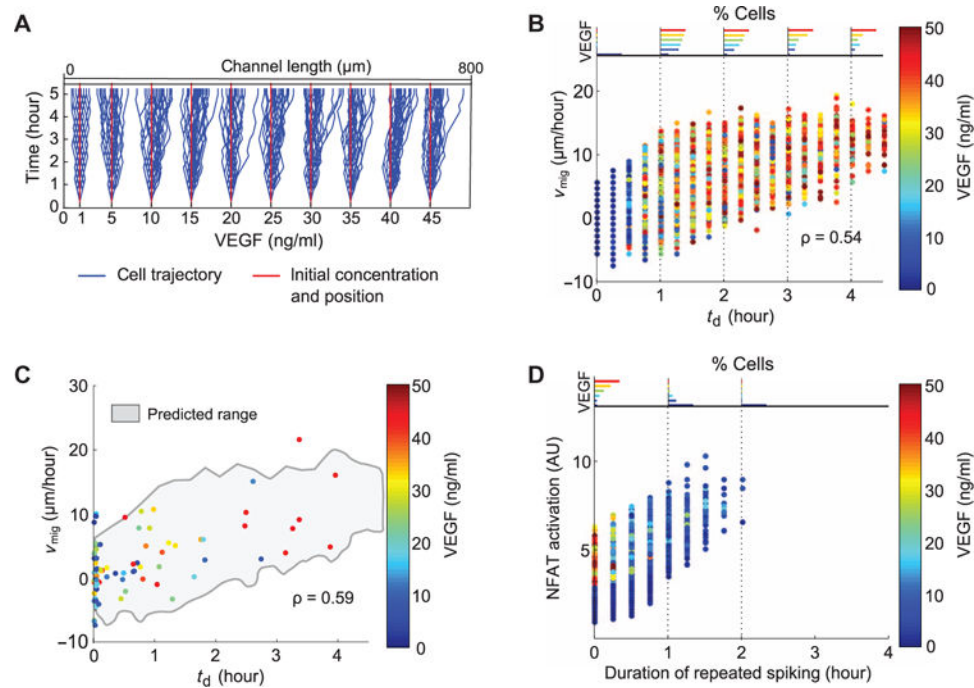 A
0 Channel length (µm) 800
Time (hour)
5
4
3
2
1
0
0 1 5 10 15 20 25 30 35 40 45
VEGF (ng/ml)
Cell trajectory
Initial concentration
and position
B
% Cells
VEGF
v mig (µm/hour)
20
10
0
−10
ρ = 0.54
0 1 2 3 4
t d (hour)
50
40
30
20
10
0
VEGF (ng/ml)
C
v mig (µm/hour)
30
20
10
0
−10
Predicted range
ρ = 0.59
0 1 2 3 4
t d (hour)
50
40
30
20
10
0
VEGF (ng/ml)
D
% Cells
VEGF
NFAT activation (AU)
10
5
0 1 2 3 4
Duration of repeated spiking (hour)
50
40
30
20
10
0
VEGF (ng/ml)